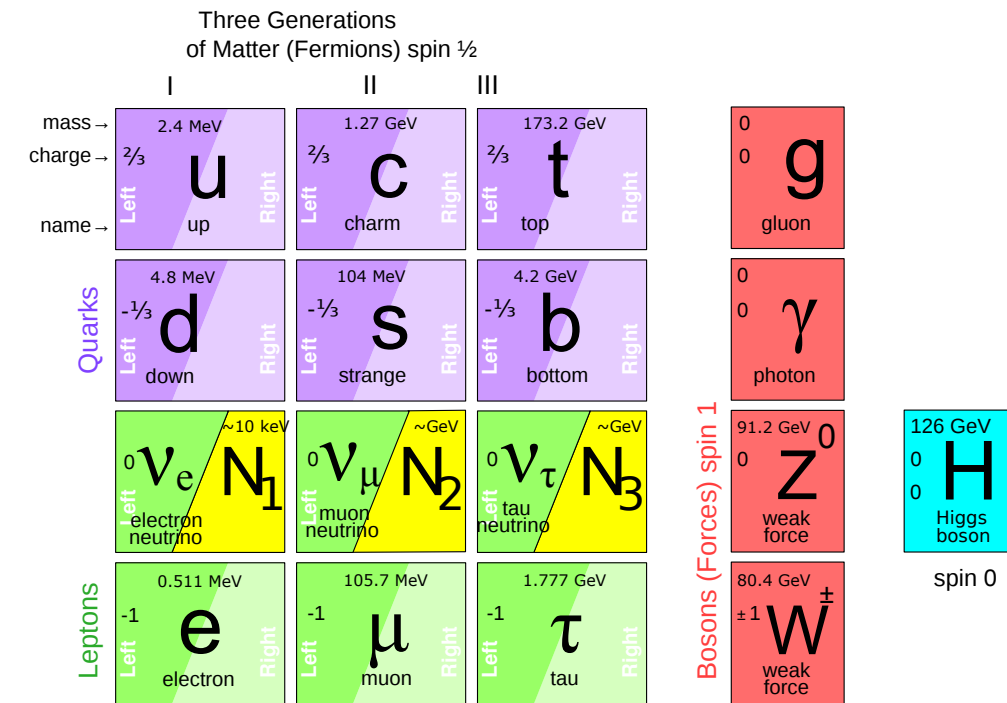 Three Generations
of Matter (Fermions) spin ½
I II III
mass→
charge→
name→
2.4 MeV
⅔
u
Left
Right
up
1.27 GeV
⅔
c
Left
Right
charm
173.2 GeV
⅔
t
Left
Right
top
0
0
g
gluon
Quarks
4.8 MeV
-⅓
d
Left
Right
down
104 MeV
-⅓
s
Left
Right
strange
4.2 GeV
-⅓
b
Left
Right
bottom
0
0
γ
photon
~10 keV
0
νe
N1
Left
electron
neutrino
~GeV
0
νμ
N2
Left
muon
neutrino
~GeV
0
ντ
N3
Left
tau
neutrino
Bosons (Forces) spin 1
91.2 GeV
0
Z0
weak
force
126 GeV
0
0
H
Higgs
boson
spin 0
Leptons
0.511 MeV
-1
e
Left
Right
electron
105.7 MeV
-1
μ
Left
Right
muon
1.777 GeV
-1
τ
Left
Right
tau
80.4 GeV
±1
W±
weak
force